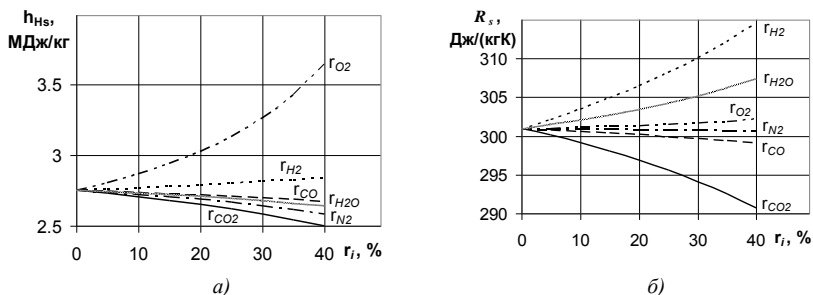 h_Hs,
МДж/кг
3.5
3
2.5
0
10
20
30
40
r_i, %
r_O2
r_H2
r_CO
r_H2O
r_CO2
r_N2
а)
R_s,
Дж/(кгК)
310
305
300
295
290
0
10
20
30
40
r_i, %
r_H2
r_H2O
r_O2
r_N2
r_CO
r_CO2
б)